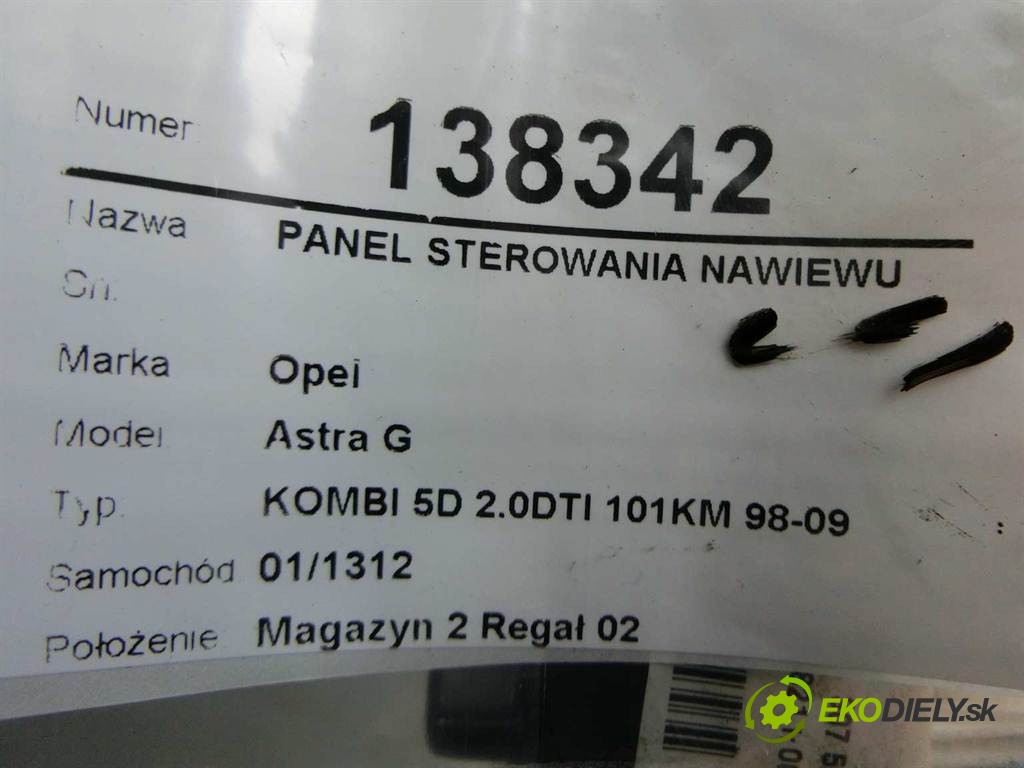 Numer 138342
Nazwa PANEL STEROWANIA NAWIEWU
Sn.
Marka Opel
Model Astra G
Typ. KOMBI 5D 2.0DTI 101KM 98-09
Samochód 01/1312
Położenie Magazyn 2 Regał 02
EKODIELY.sk